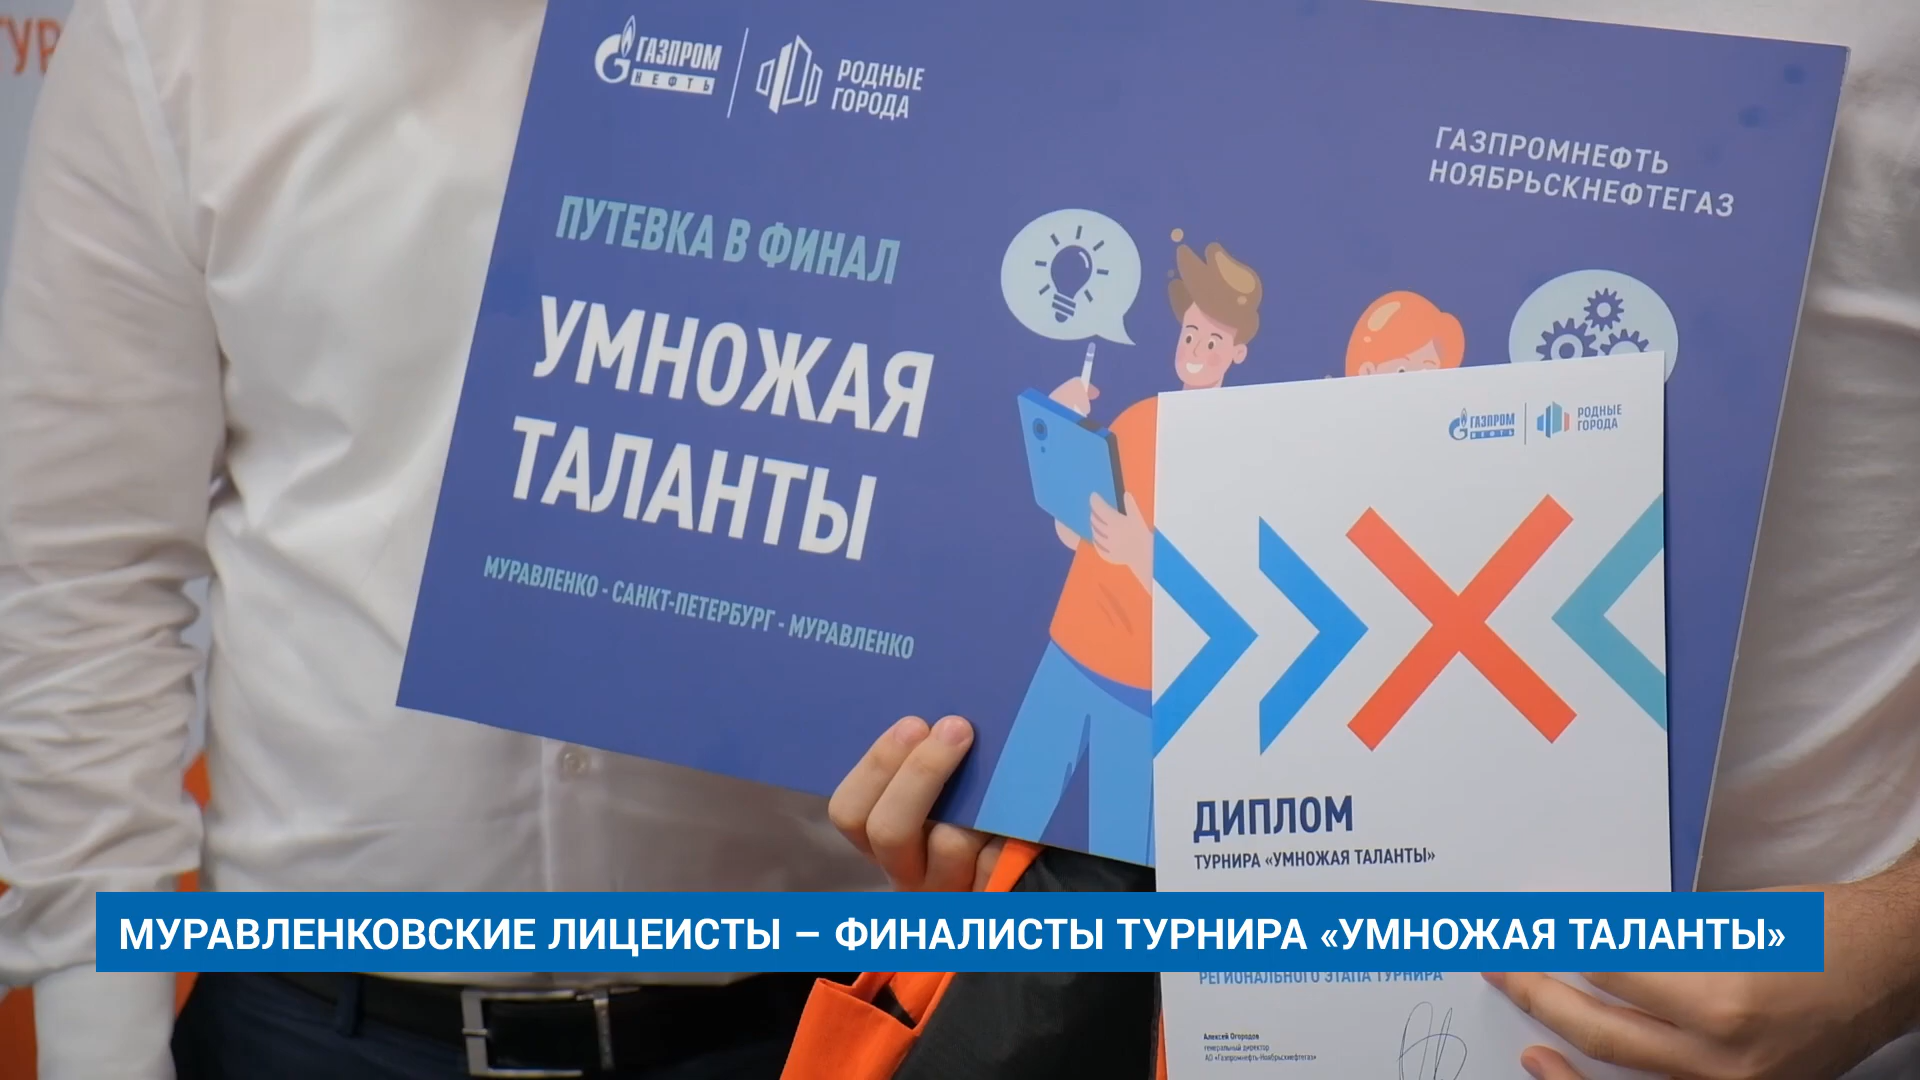 ТУР
ГАЗПРОМ
НЕФТЬ
РОДНЫЕ
ГОРОДА
ГАЗПРОМНЕФТЬ
НОЯБРЬСКНЕФТЕГАЗ
ПУТЕВКА В ФИНАЛ
УМНОЖАЯ
ТАЛАНТЫ
МУРАВЛЕНКО - САНКТ-ПЕТЕРБУРГ - МУРАВЛЕНКО
ГАЗПРОМ
НЕФТЬ
РОДНЫЕ
ГОРОДА
ДИПЛОМ
ТУРНИРА «УМНОЖАЯ ТАЛАНТЫ»
МУРАВЛЕНКОВСКИЕ ЛИЦЕИСТЫ – ФИНАЛИСТЫ ТУРНИРА «УМНОЖАЯ ТАЛАНТЫ»
РЕГИОНАЛЬНОГО ЭТАПА ТУРНИРА
Алексей Огородов
генеральный директор
АО «Газпромнефть-Ноябрьскнефтегаз»